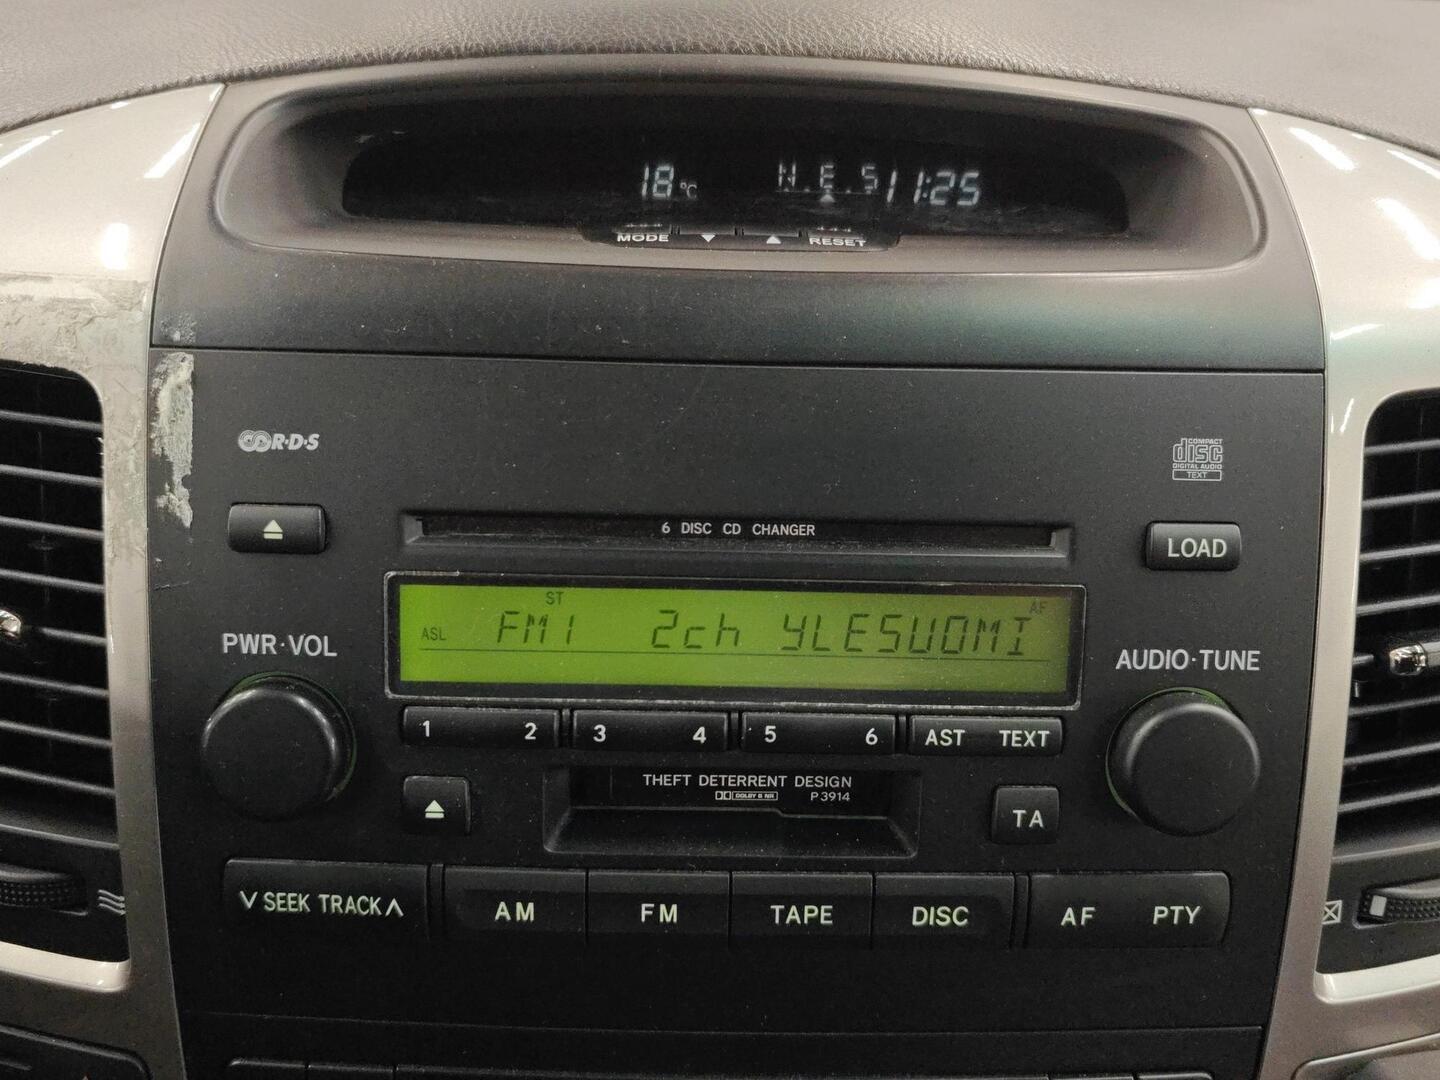 18 °C N.E.S 11:25
MODE RESET
R·D·S
COMPACT
disc
DIGITAL AUDIO
TEXT
6 DISC CD CHANGER
LOAD
ST AF
ASL FM1 2ch YLESUOMI
PWR·VOL
AUDIO·TUNE
1 2 3 4 5 6 AST TEXT
THEFT DETERRENT DESIGN
DOLBY B NR P3914
TA
∨ SEEK TRACK ∧ AM FM TAPE DISC AF PTY